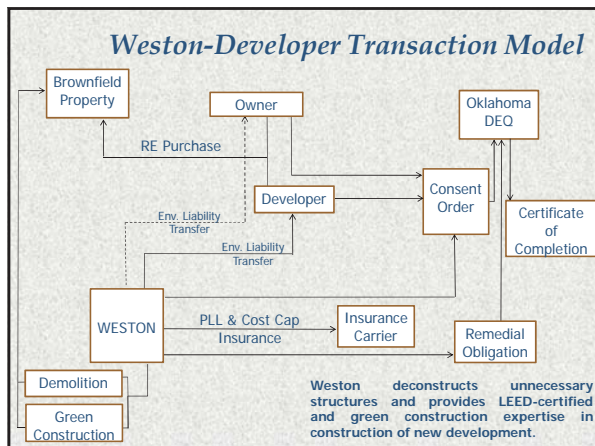 Weston-Developer Transaction Model
Brownfield
Property
Owner
Oklahoma
DEQ
RE Purchase
Developer
Consent
Order
Certificate
of
Completion
Env. Liability
Transfer
Env. Liability
Transfer
WESTON
PLL & Cost Cap
Insurance
Insurance
Carrier
Remedial
Obligation
Demolition
Green
Construction
Weston deconstructs unnecessary
structures and provides LEED-certified
and green construction expertise in
construction of new development.